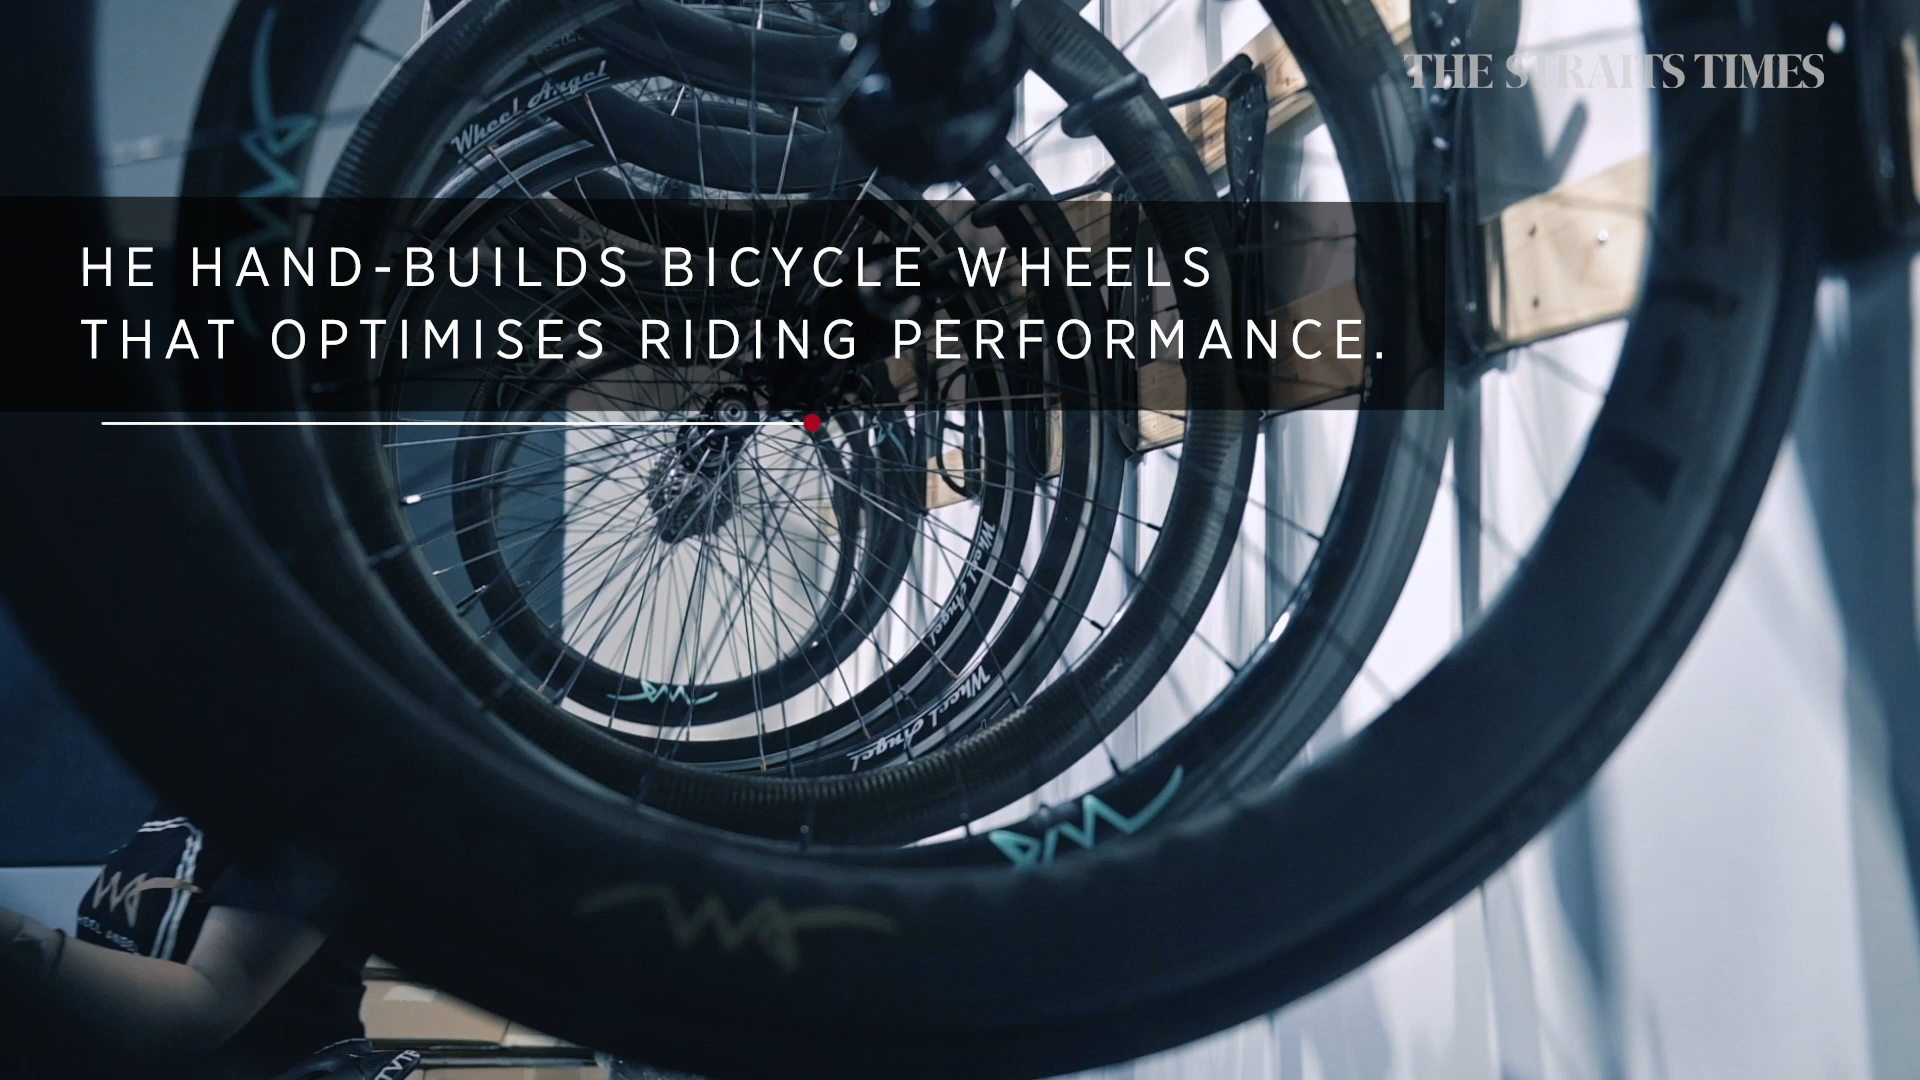 THE STRAITS TIMES
Wheel Angel
HE HAND-BUILDS BICYCLE WHEELS
THAT OPTIMISES RIDING PERFORMANCE.
Wheel Angel
Wheel Angel